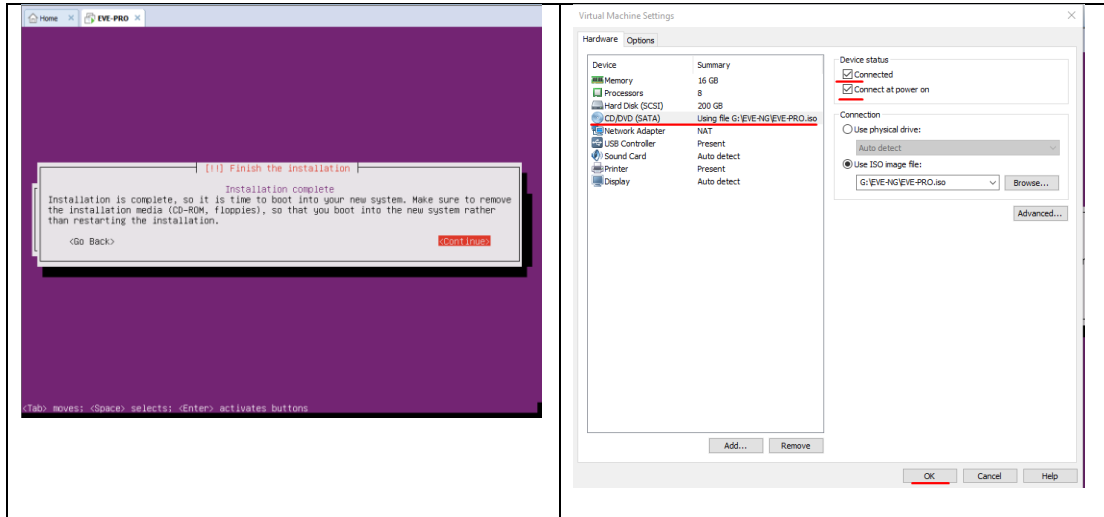 Home × EVE-PRO ×
[!!] Finish the installation
Installation complete
Installation is complete, so it is time to boot into your new system. Make sure to remove
the installation media (CD-ROM, floppies), so that you boot into the new system rather
than restarting the installation.
<Go Back> <Continue>
<Tab> moves; <Space> selects; <Enter> activates buttons
Virtual Machine Settings
Hardware Options
Device Summary
Memory 16 GB
Processors 8
Hard Disk (SCSI) 200 GB
CD/DVD (SATA) Using file G:\EVE-NG\EVE-PRO.iso
Network Adapter NAT
USB Controller Present
Sound Card Auto detect
Printer Present
Display Auto detect
Add... Remove
Device status
Connected
Connect at power on
Connection
Use physical drive:
Auto detect
Use ISO image file:
G:\EVE-NG\EVE-PRO.iso Browse...
Advanced...
OK Cancel Help